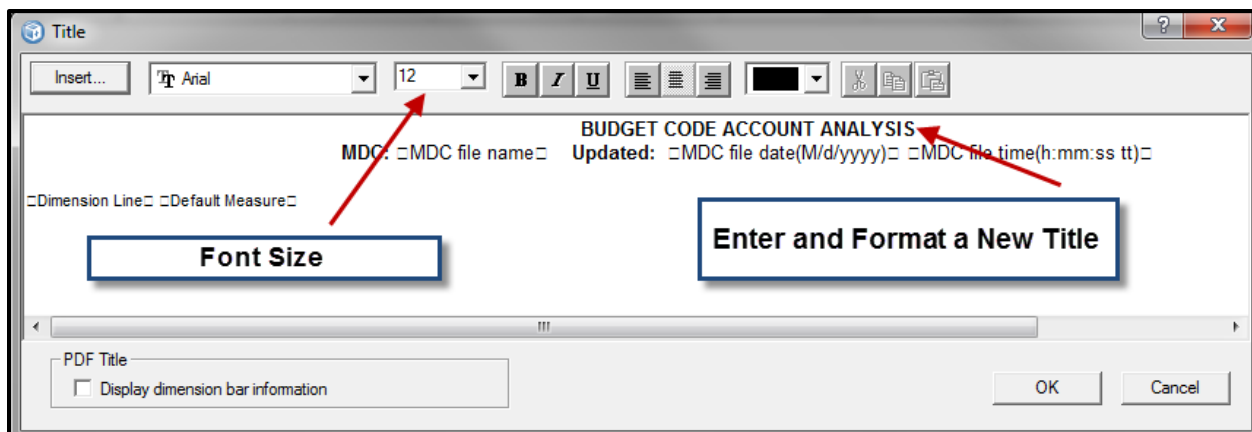 Title
Insert... Arial 12 B I U
BUDGET CODE ACCOUNT ANALYSIS
MDC: □MDC file name□ Updated: □MDC file date(M/d/yyyy)□ □MDC file time(h:mm:ss tt)□
□Dimension Line□ □Default Measure□
Font Size
Enter and Format a New Title
PDF Title
Display dimension bar information
OK Cancel